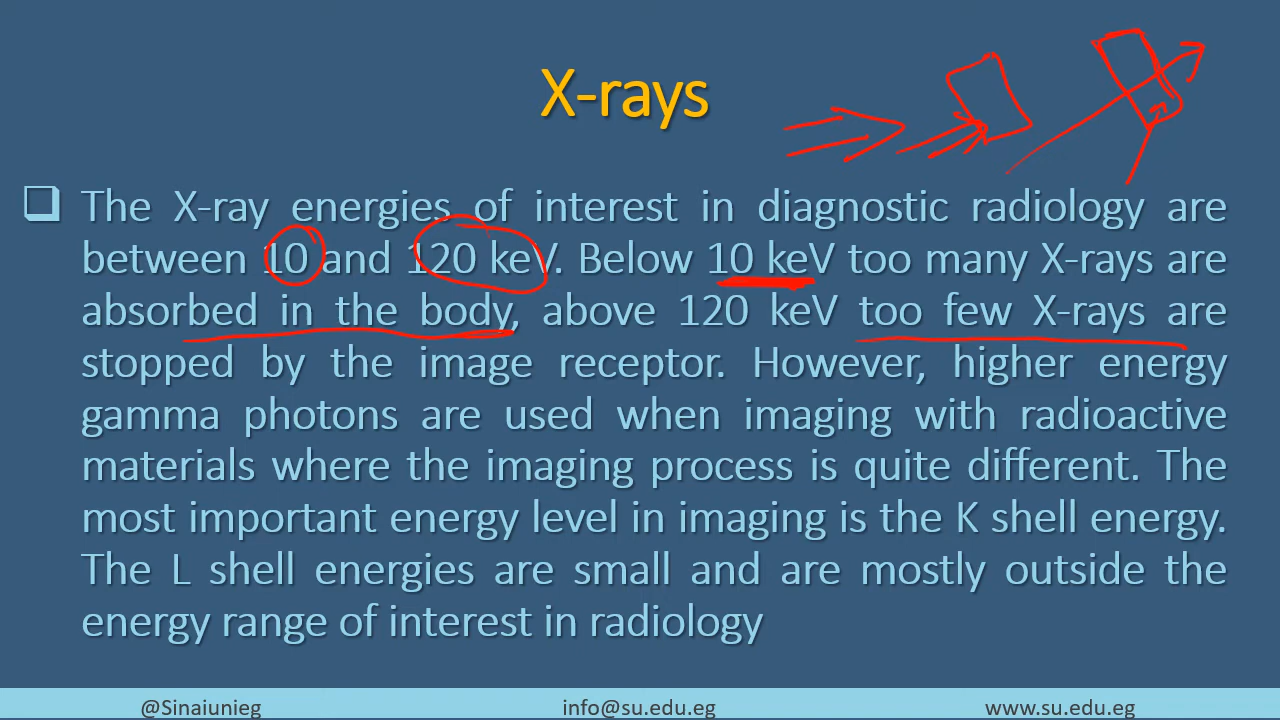 X-rays
❑ The X-ray energies of interest in diagnostic radiology are
between 10 and 120 keV. Below 10 keV too many X-rays are
absorbed in the body, above 120 keV too few X-rays are
stopped by the image receptor. However, higher energy
gamma photons are used when imaging with radioactive
materials where the imaging process is quite different. The
most important energy level in imaging is the K shell energy.
The L shell energies are small and are mostly outside the
energy range of interest in radiology
@Sinaiunieg info@su.edu.eg www.su.edu.eg